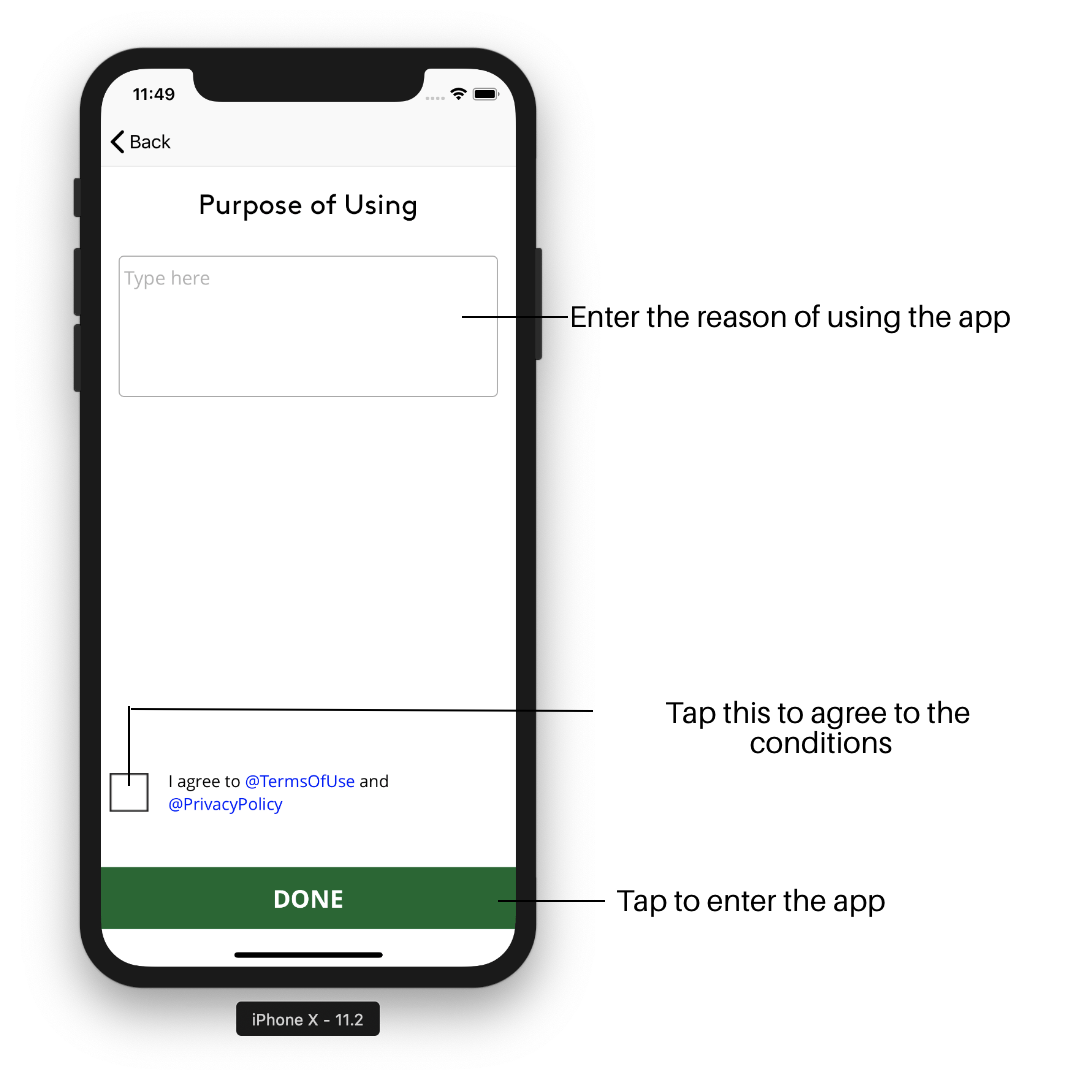 11:49
Back
Purpose of Using
Type here
Enter the reason of using the app
Tap this to agree to the
conditions
I agree to @TermsOfUse and
@PrivacyPolicy
DONE
Tap to enter the app
iPhone X - 11.2